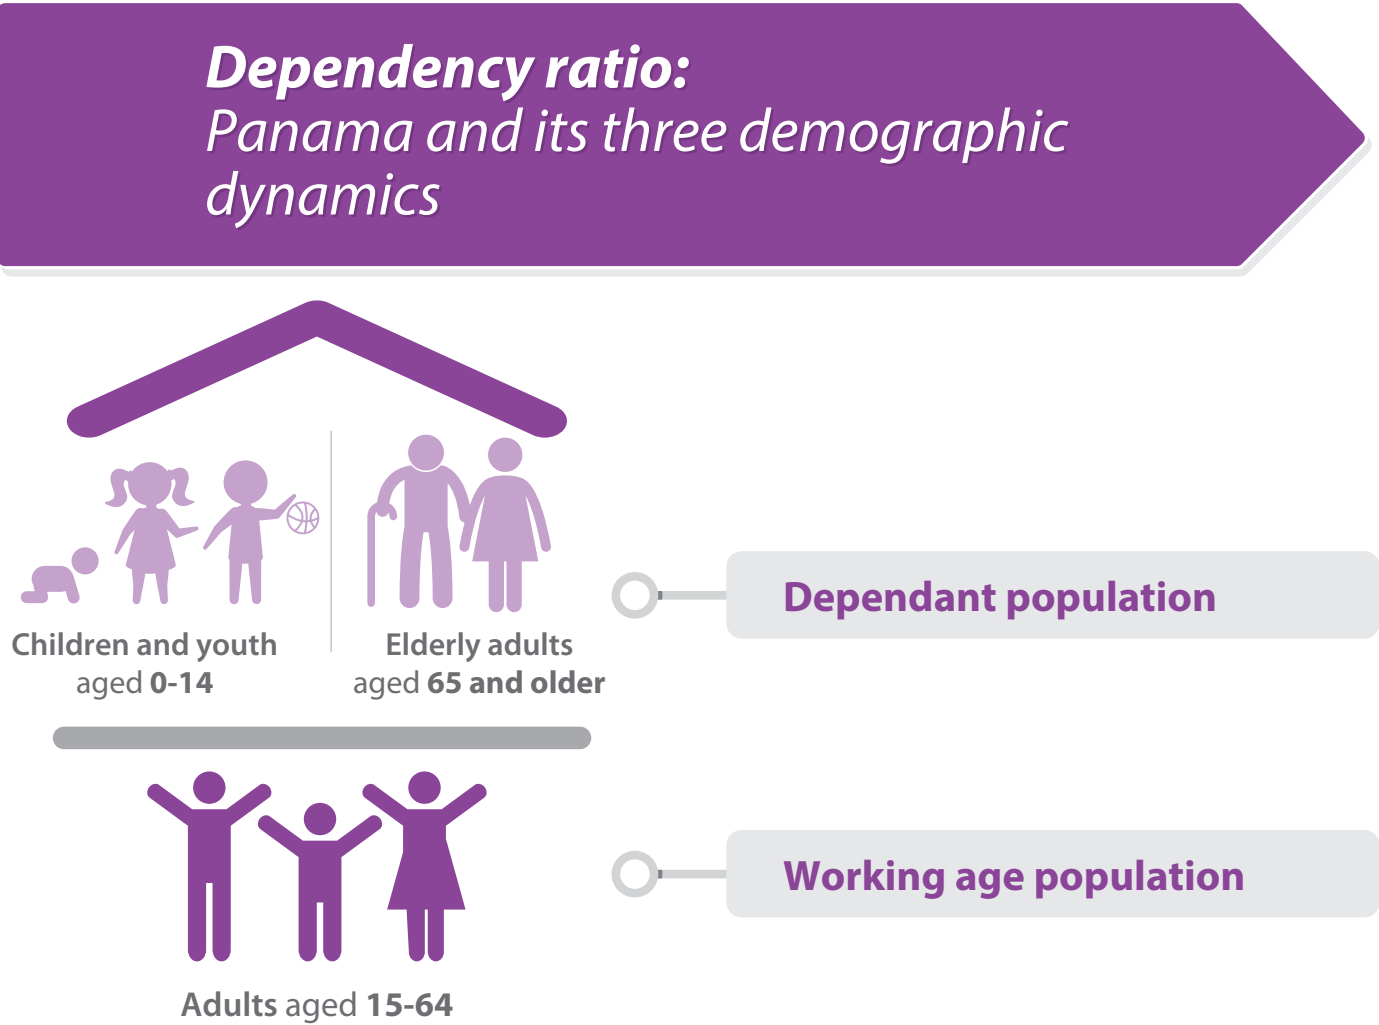 Dependency ratio:
Panama and its three demographic
dynamics
Children and youth
aged 0-14
Elderly adults
aged 65 and older
Dependant population
Working age population
Adults aged 15-64